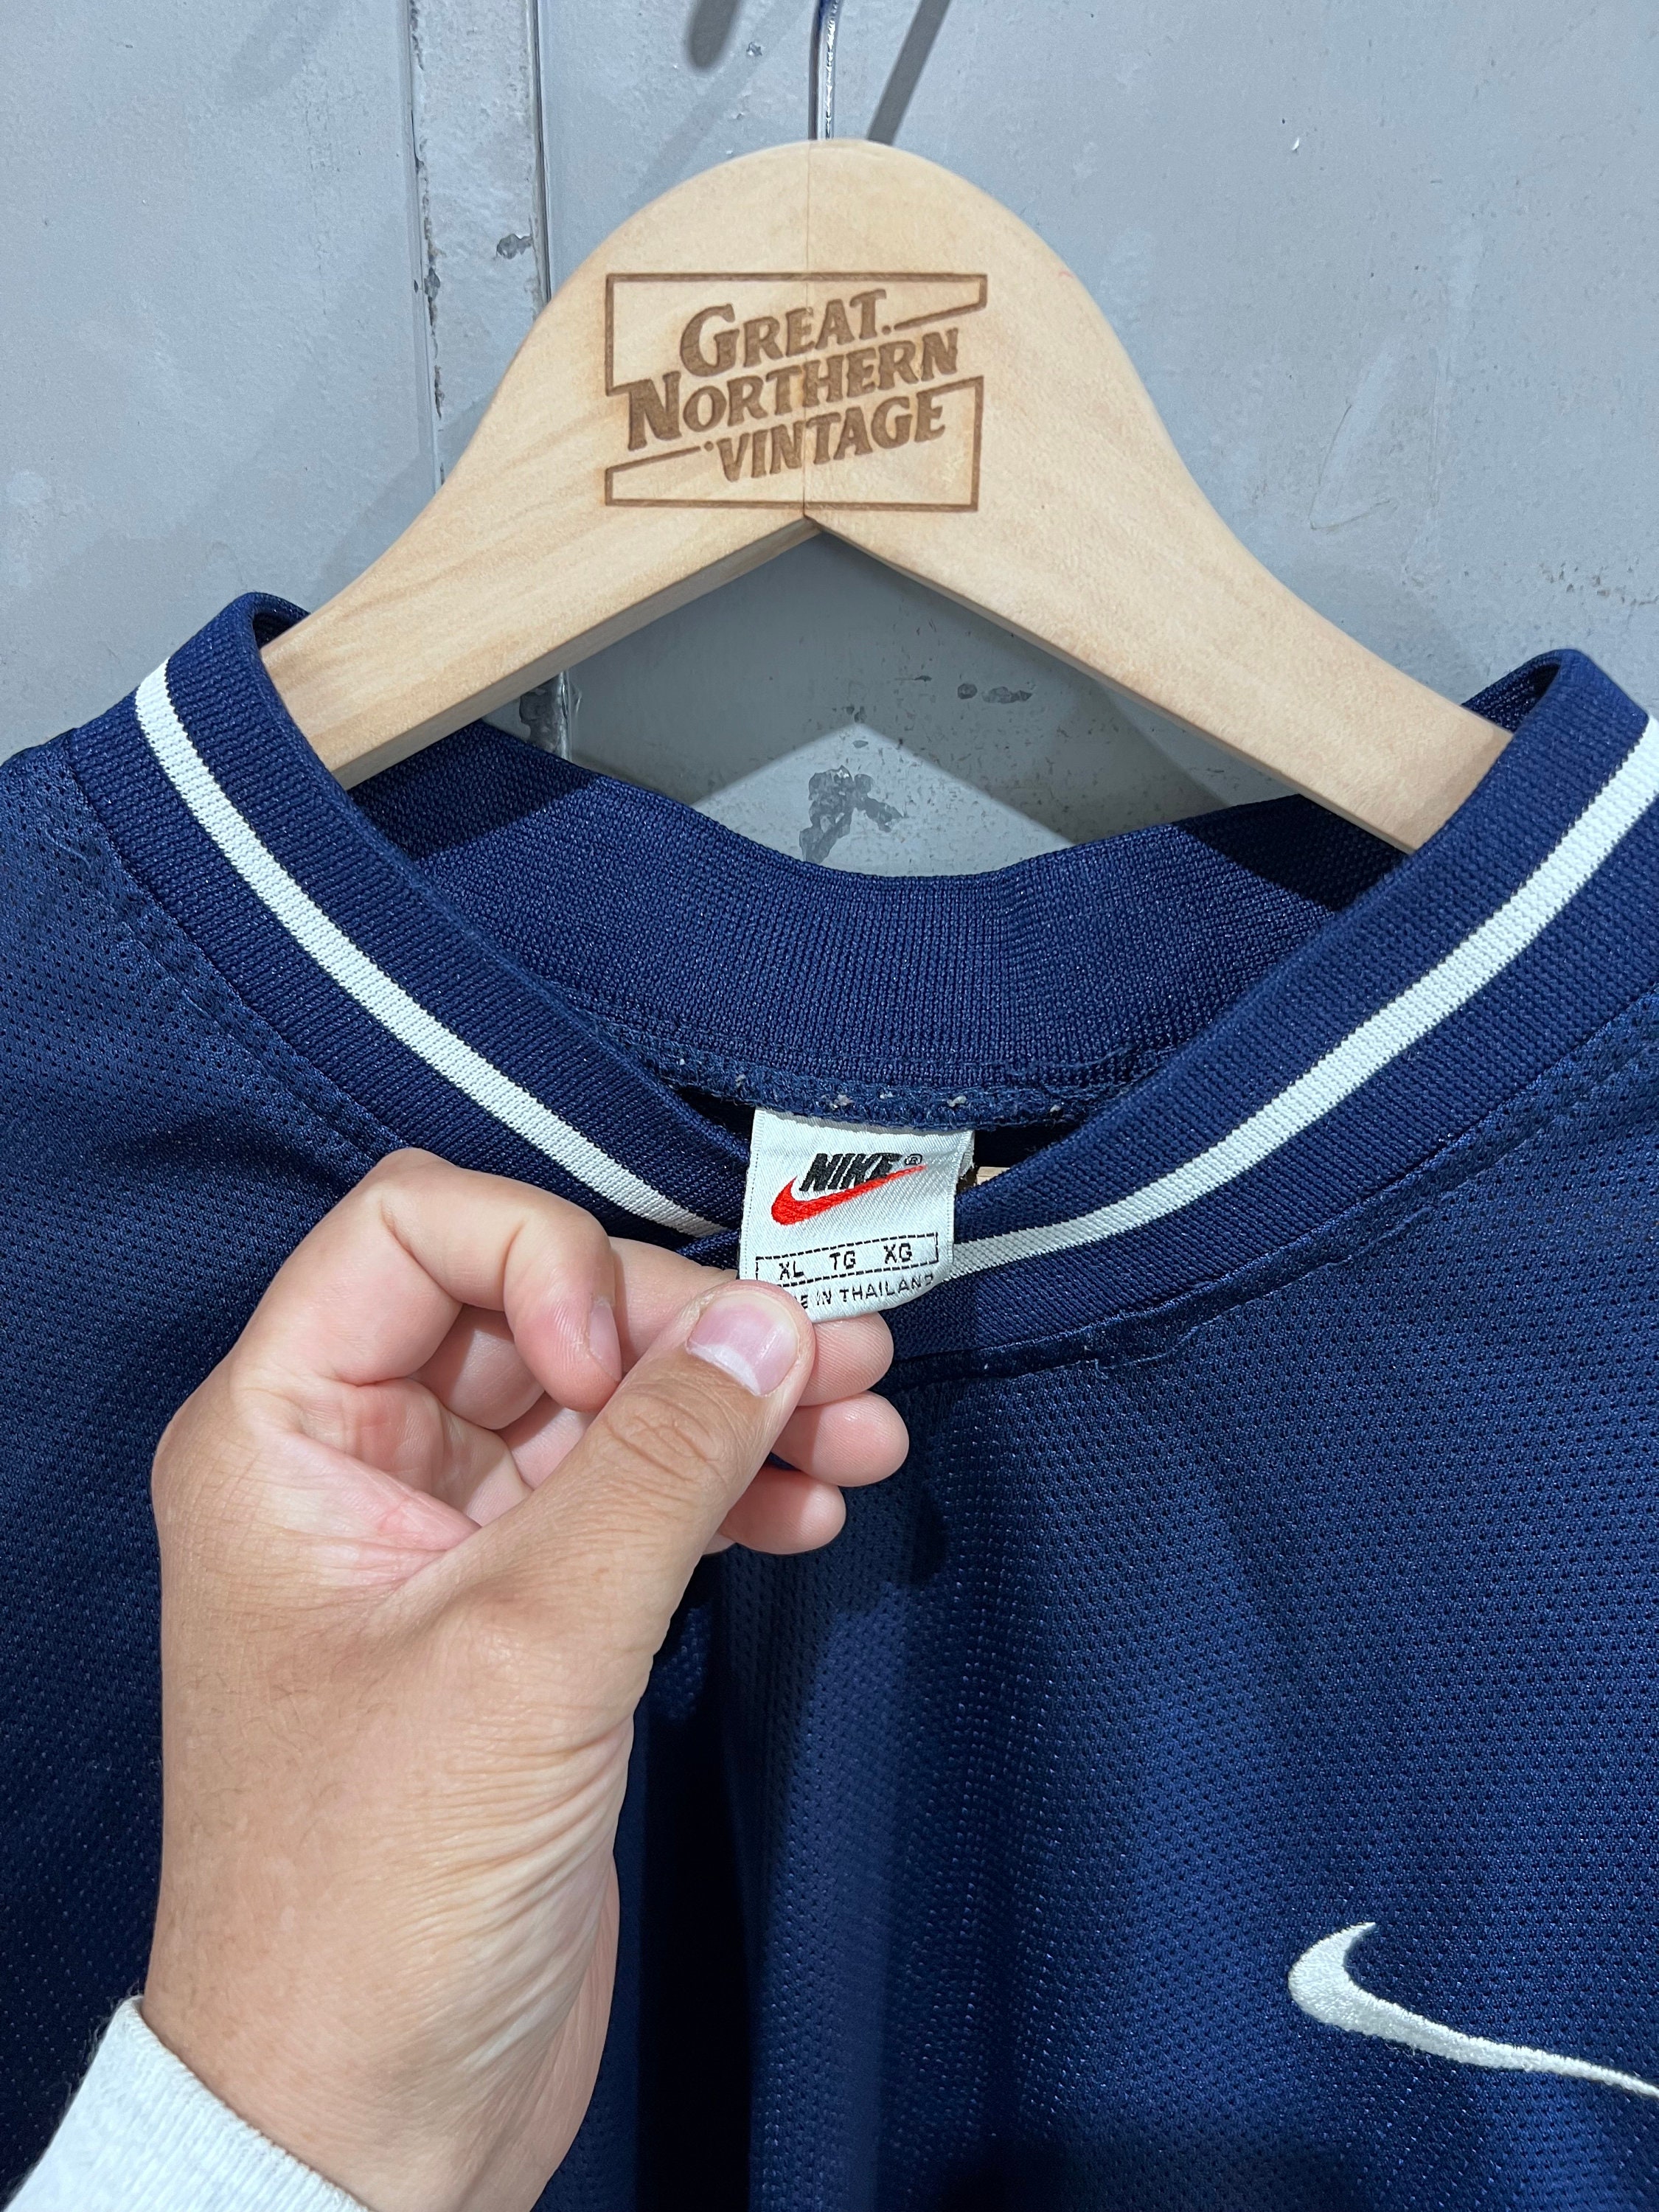 GREAT
NORTHERN
VINTAGE
NIKE®
XL TG XG
E IN THAILAND